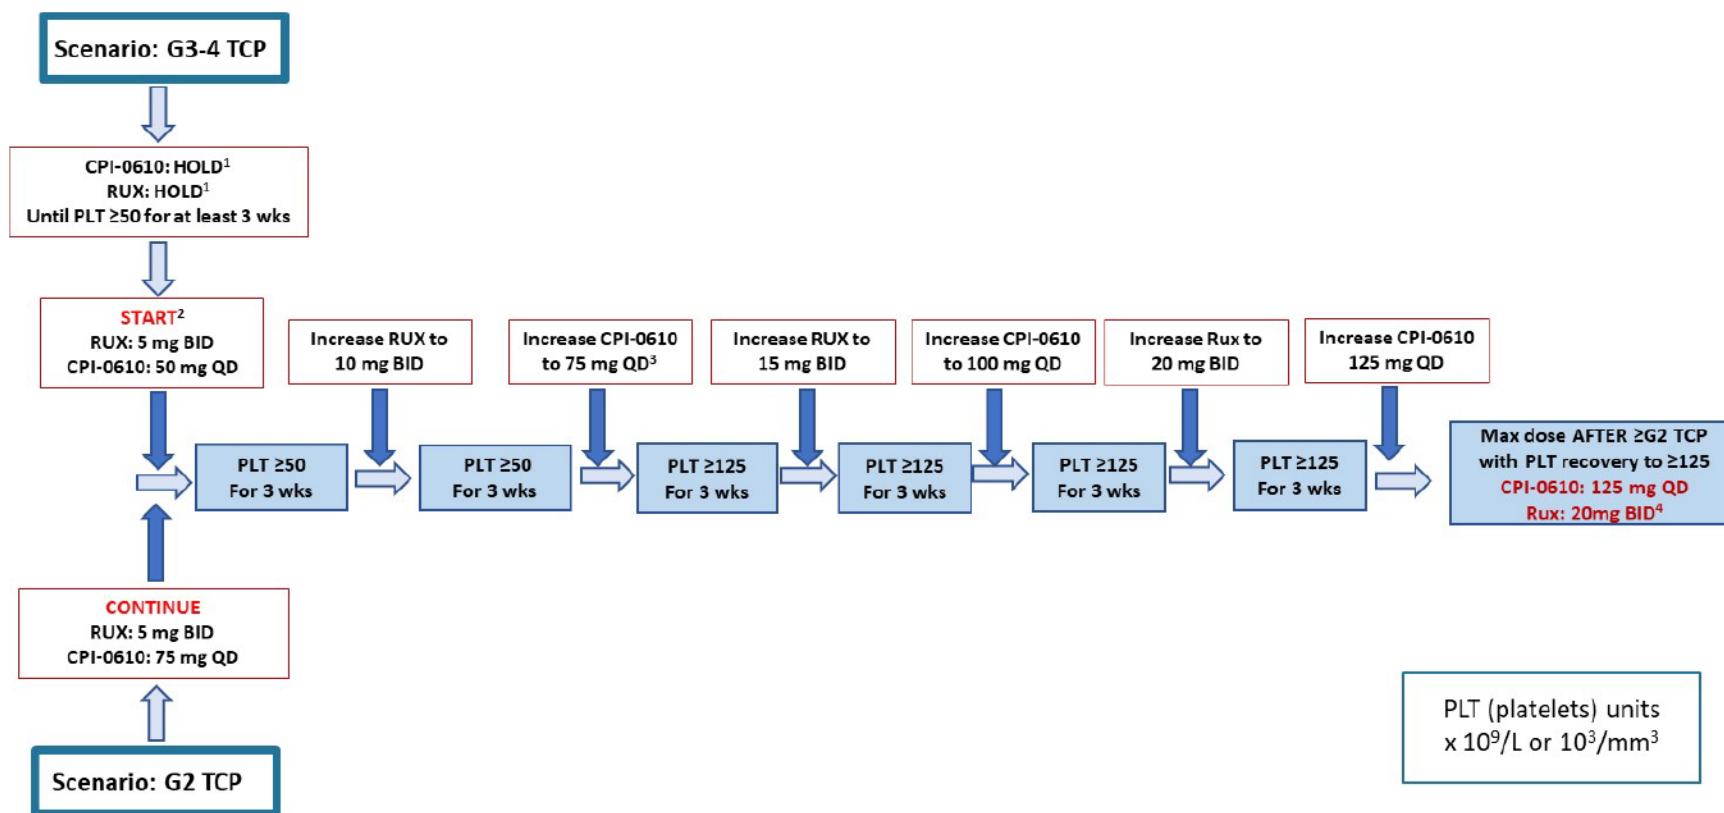 Scenario: G3-4 TCP
CPI-0610: HOLD¹
RUX: HOLD¹
Until PLT ≥50 for at least 3 wks
START²
RUX: 5 mg BID
CPI-0610: 50 mg QD
Increase RUX to
10 mg BID
Increase CPI-0610
to 75 mg QD³
Increase RUX to
15 mg BID
Increase CPI-0610
to 100 mg QD
Increase Rux to
20 mg BID
Increase CPI-0610
125 mg QD
PLT ≥50
For 3 wks
PLT ≥50
For 3 wks
PLT ≥125
For 3 wks
PLT ≥125
For 3 wks
PLT ≥125
For 3 wks
PLT ≥125
For 3 wks
Max dose AFTER ≥G2 TCP
with PLT recovery to ≥125
CPI-0610: 125 mg QD
Rux: 20mg BID⁴
CONTINUE
RUX: 5 mg BID
CPI-0610: 75 mg QD
Scenario: G2 TCP
PLT (platelets) units
x 10⁹/L or 10³/mm³